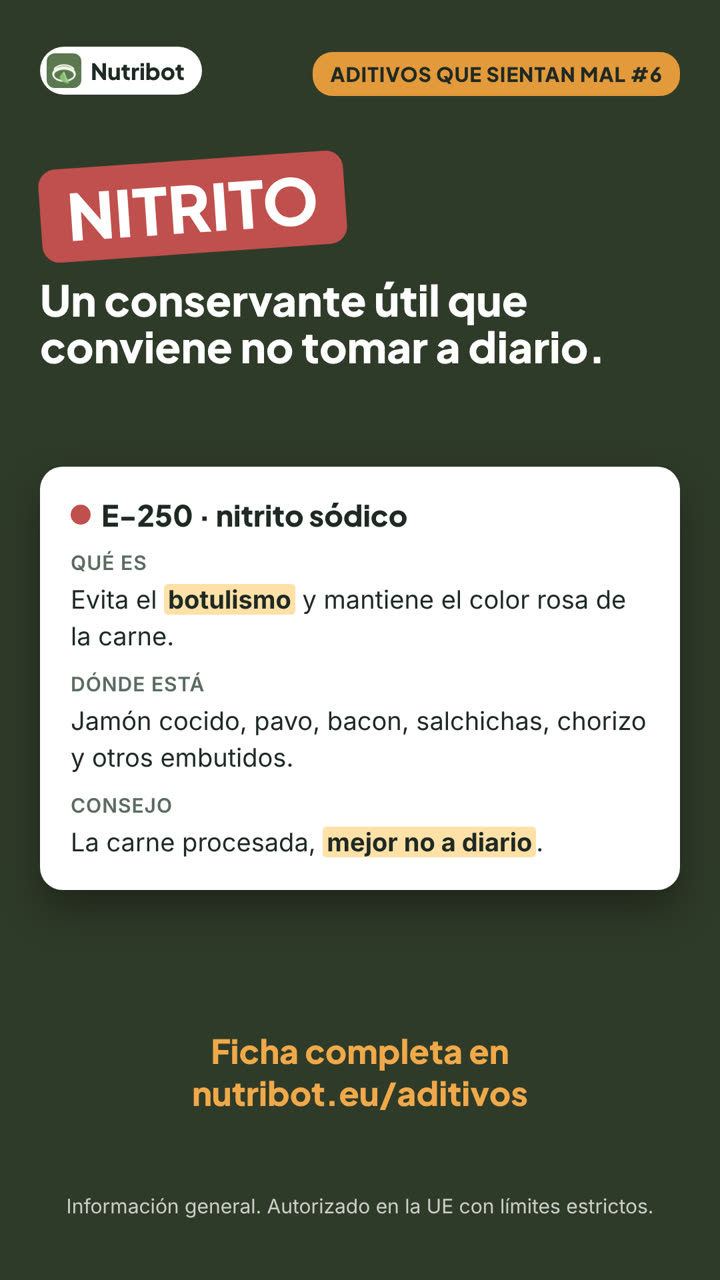 Nutribot
ADITIVOS QUE SIENTAN MAL #6
NITRITO
Un conservante útil que
conviene no tomar a diario.
E-250 · nitrito sódico
QUÉ ES
Evita el botulismo y mantiene el color rosa de
la carne.
DÓNDE ESTÁ
Jamón cocido, pavo, bacon, salchichas, chorizo
y otros embutidos.
CONSEJO
La carne procesada, mejor no a diario.
Ficha completa en
nutribot.eu/aditivos
Información general. Autorizado en la UE con límites estrictos.